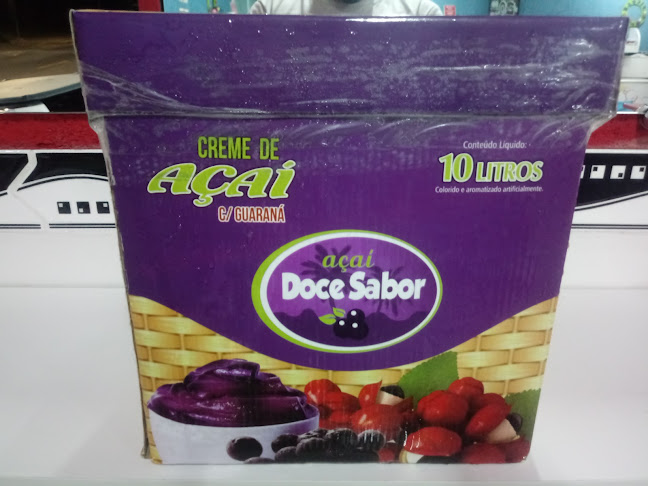 CREME DE
AÇAÍ
C/ GUARANÁ
Conteúdo Líquido:
10 LITROS
Colorido e aromatizado artificialmente.
açaí
Doce Sabor